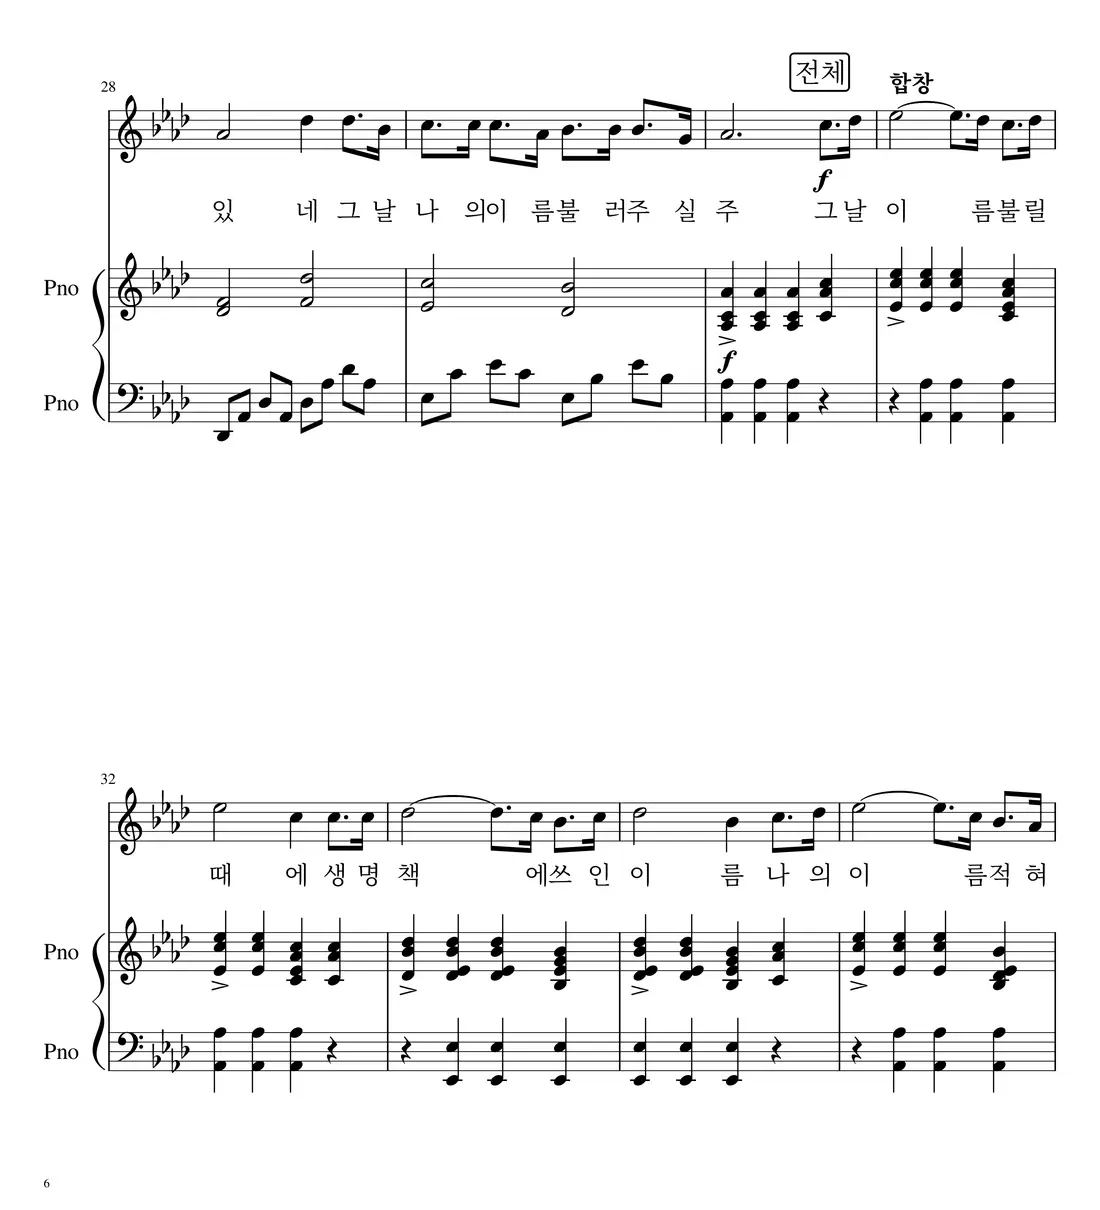 전체
28
합창
f
있 네 그 날 나 의이 름불 러주 실 주 그날 이 름불릴
Pno
f
Pno
32
때 에 생 명 책 에쓰 인 이 름 나 의 이 름적 혀
Pno
Pno
6